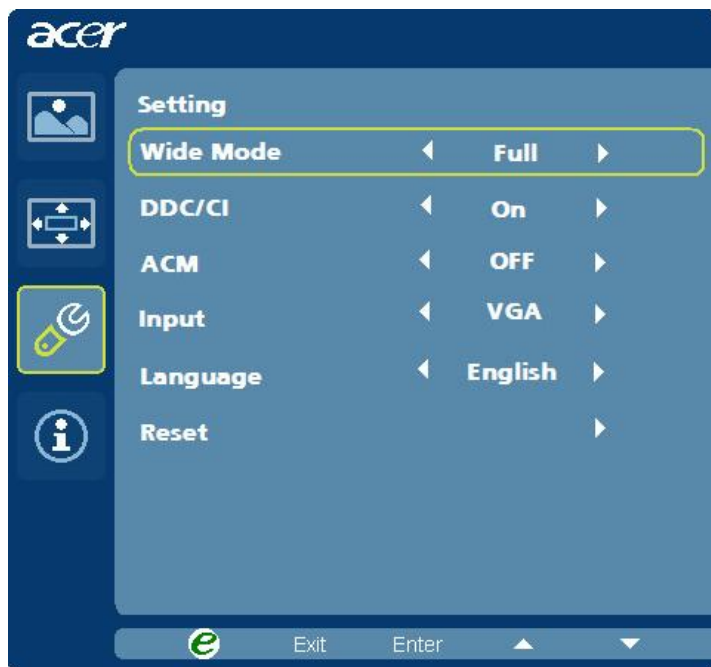 acer
Setting
Wide Mode Full
DDC/CI On
ACM OFF
Input VGA
Language English
Reset
e Exit Enter